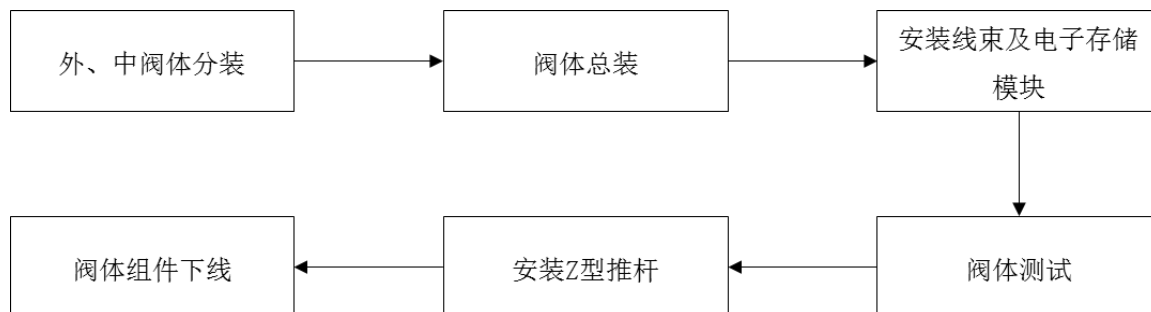 外、中阀体分装
阀体总装
安装线束及电子存储
模块
阀体组件下线
安装Z型推杆
阀体测试